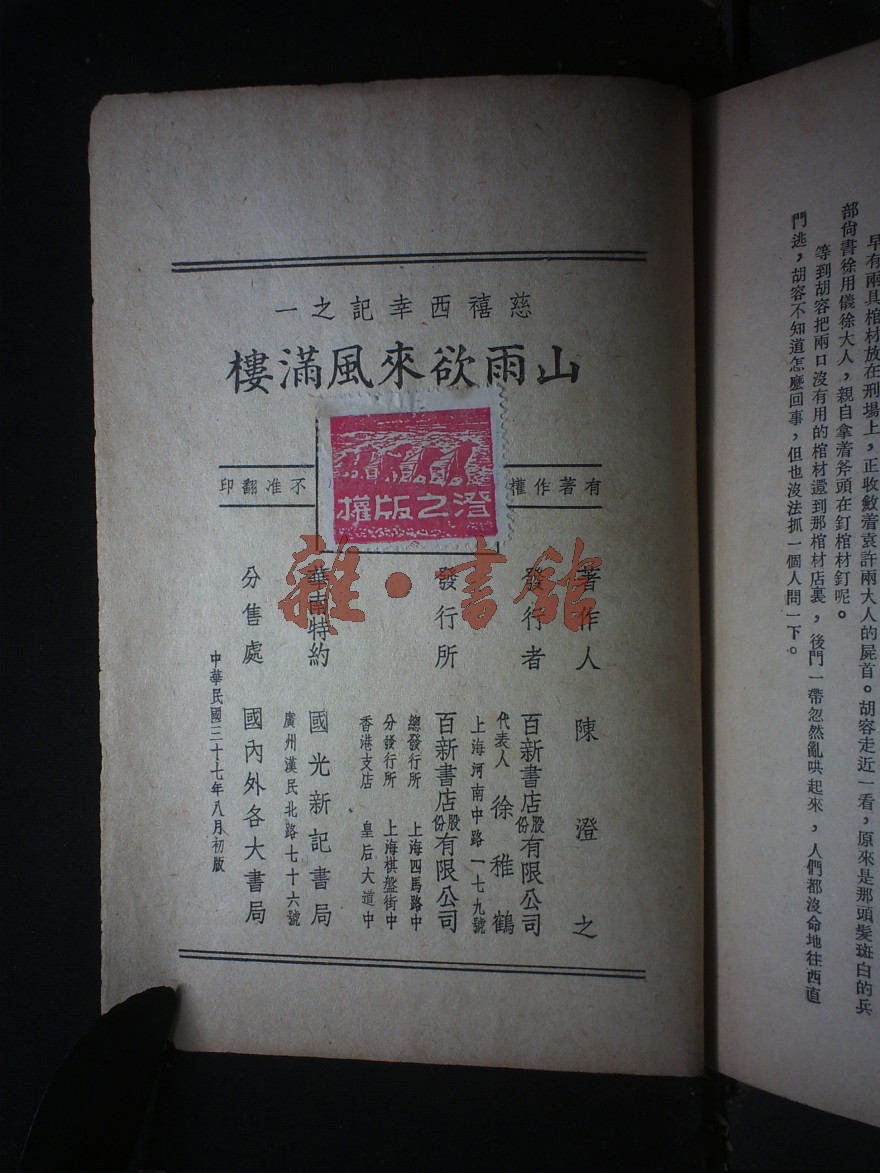 早有兩具棺材放在刑場上，正收斂着袁許兩大人的屍首。胡容走近一看，原來是那頭髮斑白的兵
部尙書徐用儀徐大人，親自拿着斧頭在釘棺材釘呢。
等到胡容把兩口沒有用的棺材還到那棺材店裏，後門一帶忽然亂哄起來，人們都沒命地往西直
門逃，胡容不知道怎麽回事，但也沒法抓一個人問一下。
慈禧西幸記之一
山雨欲來風滿樓
有著作權
不准翻印
澄之版權
著作人 陳澄之
發行者 百新書店股份有限公司
代表人 徐稚鶴
上海河南中路一七九號
發行所 百新書店股份有限公司
總發行所 上海四馬路中
分發行所 上海棋盤街中
香港支店 皇后大道中
華南特約 國光新記書局
廣州漢民北路七十六號
分售處 國內外各大書局
中華民國三十七年八月初版
雜·書館